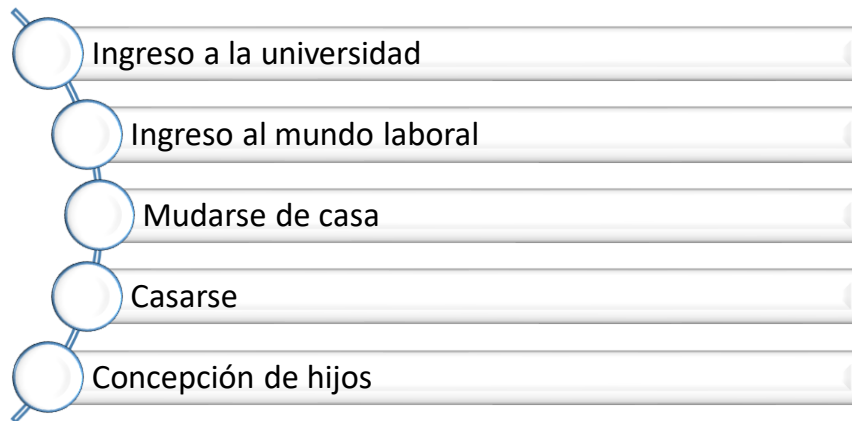 Ingreso a la universidad
Ingreso al mundo laboral
Mudarse de casa
Casarse
Concepción de hijos